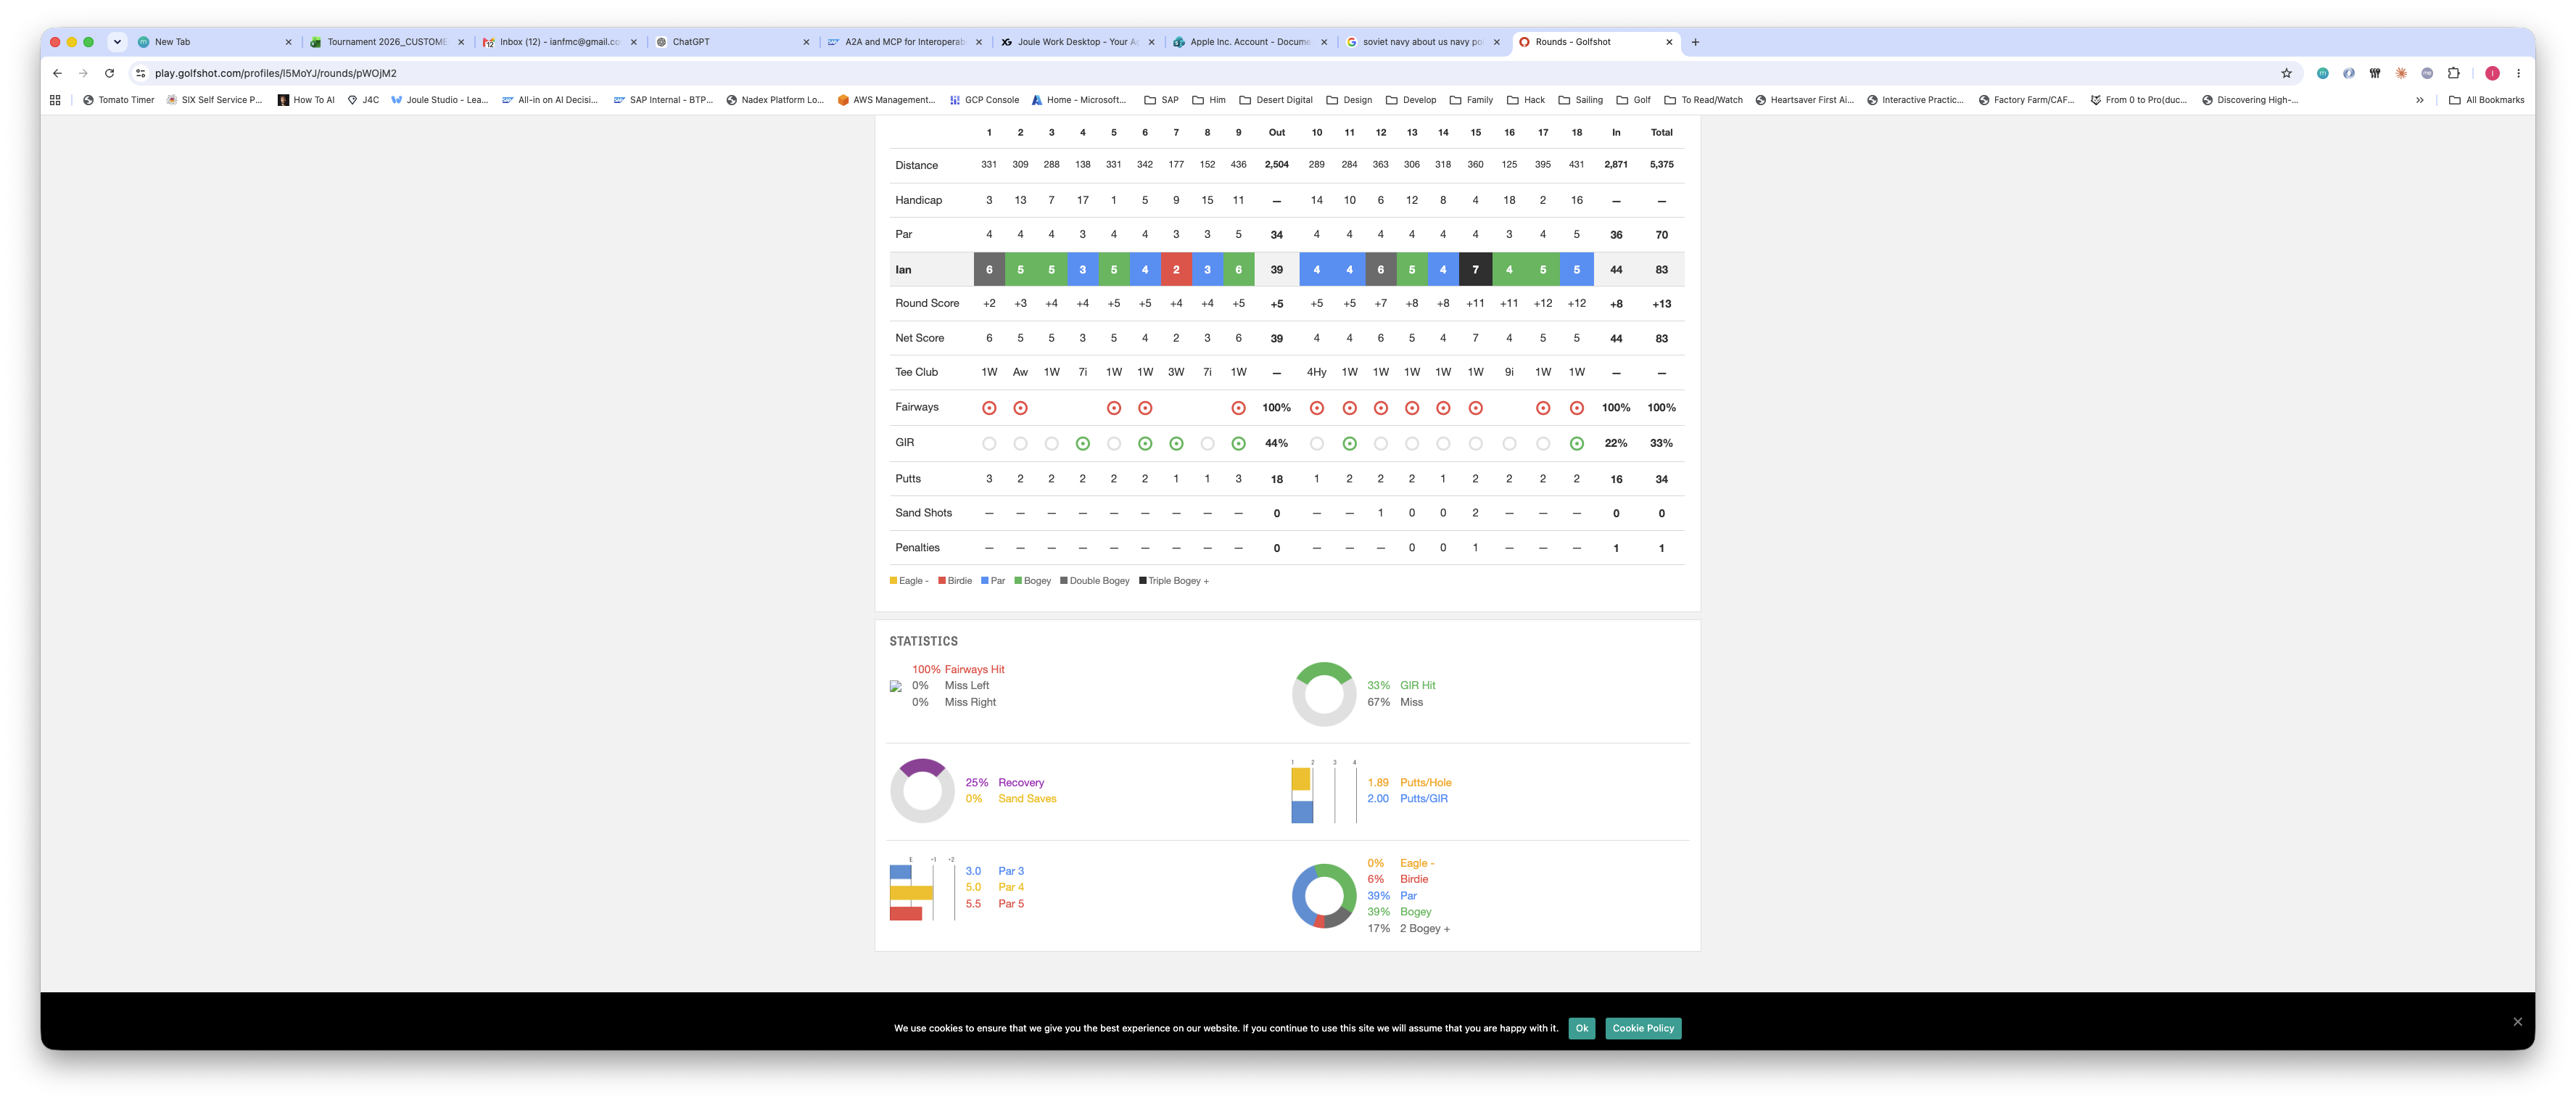 New Tab
Tournament 2026_CUSTOME
Inbox (12) - ianfmc@gmail.co
ChatGPT
A2A and MCP for Interoperab
Joule Work Desktop - Your Ag
Apple Inc. Account - Docume
soviet navy about us navy po
Rounds - Golfshot
play.golfshot.com/profiles/l5MoYJ/rounds/pWOjM2
Tomato Timer SIX Self Service P... How To AI J4C Joule Studio - Lea... All-in on AI Decisi... SAP Internal - BTP... Nadex Platform Lo... AWS Management... GCP Console Home - Microsoft... SAP Him Desert Digital Design Develop Family Hack Sailing Golf To Read/Watch Heartsaver First Ai... Interactive Practic... Factory Farm/CAF... From 0 to Pro(duc... Discovering High-... » All Bookmarks
1 2 3 4 5 6 7 8 9 Out 10 11 12 13 14 15 16 17 18 In Total
Distance 331 309 288 138 331 342 177 152 436 2,504 289 284 363 306 318 360 125 395 431 2,871 5,375
Handicap 3 13 7 17 1 5 9 15 11 — 14 10 6 12 8 4 18 2 16 — —
Par 4 4 4 3 4 4 3 3 5 34 4 4 4 4 4 4 3 4 5 36 70
Ian 6 5 5 3 5 4 2 3 6 39 4 4 6 5 4 7 4 5 5 44 83
Round Score +2 +3 +4 +4 +5 +5 +4 +4 +5 +5 +5 +5 +7 +8 +8 +11 +11 +12 +12 +8 +13
Net Score 6 5 5 3 5 4 2 3 6 39 4 4 6 5 4 7 4 5 5 44 83
Tee Club 1W Aw 1W 7i 1W 1W 3W 7i 1W — 4Hy 1W 1W 1W 1W 1W 9i 1W 1W — —
Fairways 100% 100% 100%
GIR 44% 22% 33%
Putts 3 2 2 2 2 2 1 1 3 18 1 2 2 2 1 2 2 2 2 16 34
Sand Shots — — — — — — — — — 0 — — 1 0 0 2 — — — 0 0
Penalties — — — — — — — — — 0 — — — 0 0 1 — — — 1 1
Eagle - Birdie Par Bogey Double Bogey Triple Bogey +
STATISTICS
100% Fairways Hit
0% Miss Left
0% Miss Right
33% GIR Hit
67% Miss
25% Recovery
0% Sand Saves
1 2 3 4
1.89 Putts/Hole
2.00 Putts/GIR
E +1 +2
3.0 Par 3
5.0 Par 4
5.5 Par 5
0% Eagle -
6% Birdie
39% Par
39% Bogey
17% 2 Bogey +
We use cookies to ensure that we give you the best experience on our website. If you continue to use this site we will assume that you are happy with it. Ok Cookie Policy